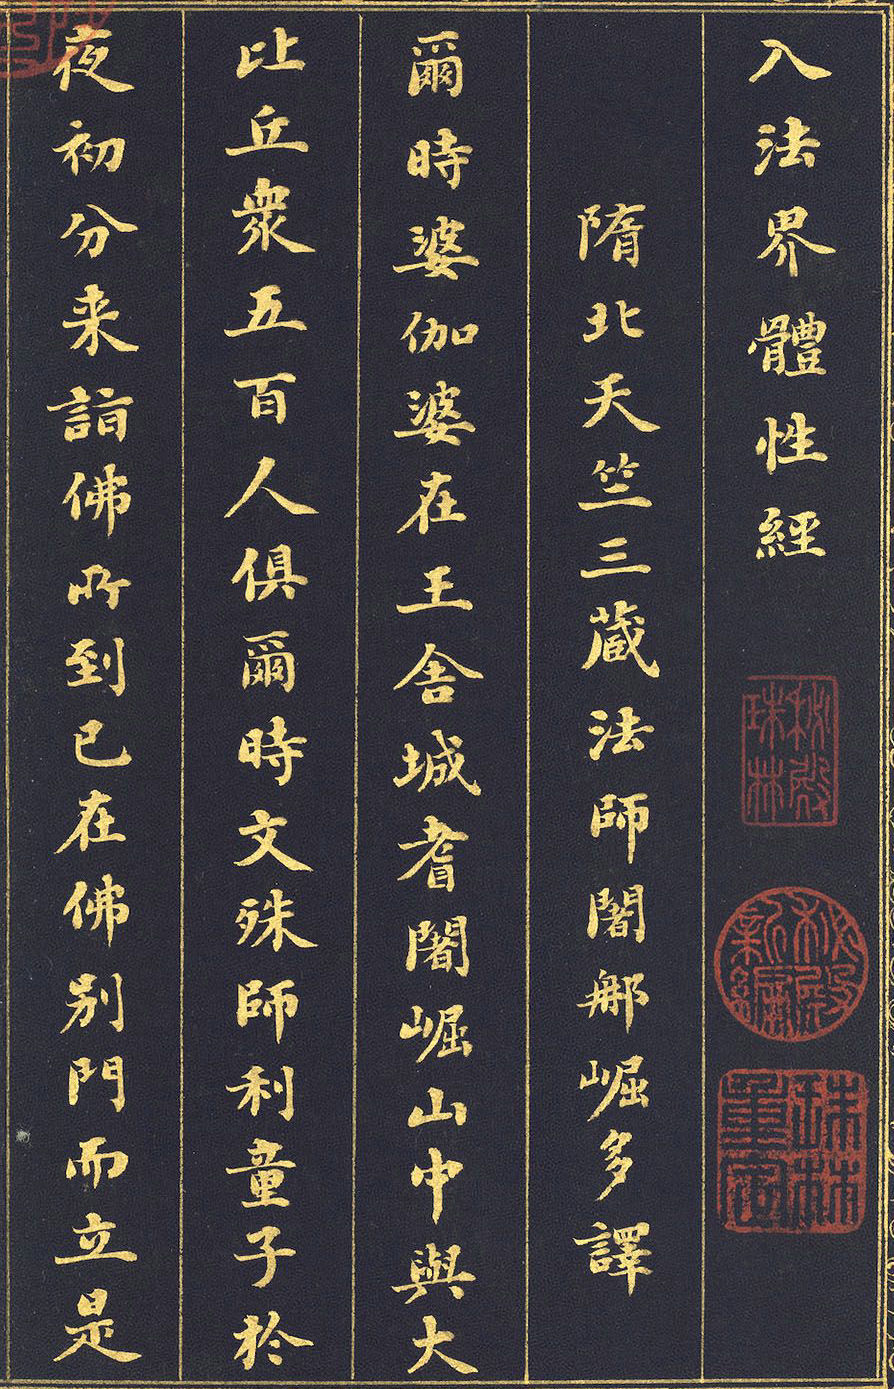 入法界體性經
隋北天竺三藏法師闍那崛多譯
爾時婆伽婆在王舍城耆闍崛山中與大
比丘衆五百人俱爾時文殊師利童子於
夜初分来詣佛所到已在佛別門而立是
秘殿珠林
秘殿新編
珠林重定